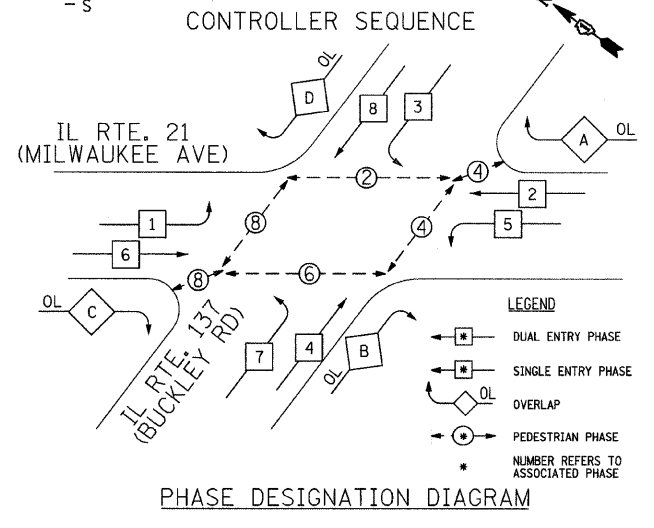 - S
CONTROLLER SEQUENCE
OL
D
8
3
A
OL
IL RTE. 21
(MILWAUKEE AVE)
2
4
2
1
8
4
5
6
8
6
OL
C
IL RTE. 137
(BUCKLEY RD)
7
4
B
OL
LEGEND
* DUAL ENTRY PHASE
* SINGLE ENTRY PHASE
OL OVERLAP
* PEDESTRIAN PHASE
* NUMBER REFERS TO
ASSOCIATED PHASE
PHASE DESIGNATION DIAGRAM